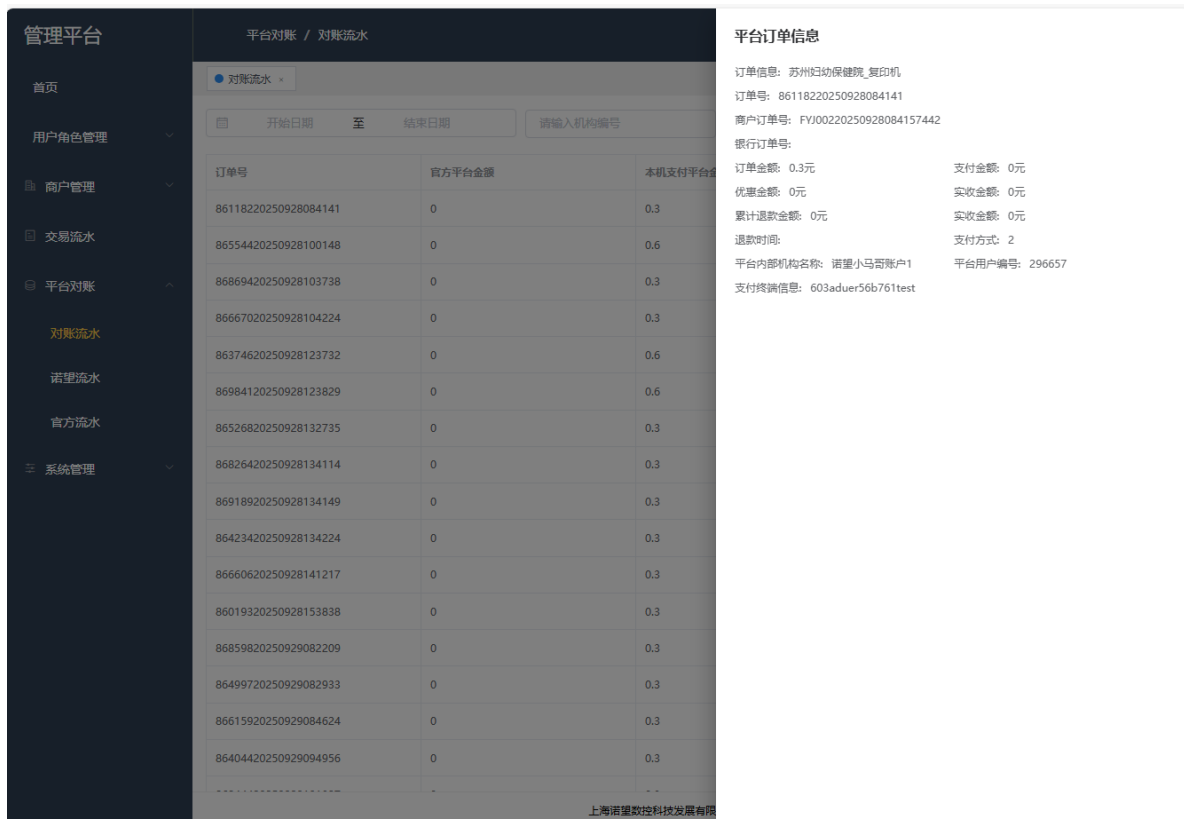 管理平台
首页
用户角色管理
商户管理
交易流水
平台对账
对账流水
诺望流水
官方流水
系统管理
平台对账 / 对账流水
对账流水 ×
开始日期 至 结束日期 请输入机构编号
订单号 官方平台金额 本机支付平台金
86118220250928084141 0 0.3
86554420250928100148 0 0.6
86869420250928103738 0 0.3
86667020250928104224 0 0.3
86374620250928123732 0 0.6
86984120250928123829 0 0.6
86526820250928132735 0 0.3
86826420250928134114 0 0.3
86918920250928134149 0 0.3
86423420250928134224 0 0.3
86660620250928141217 0 0.3
86019320250928153838 0 0.3
86859820250929082209 0 0.3
86499720250929082933 0 0.3
86615920250929084624 0 0.3
86404420250929094956 0 0.3
上海诺望数控科技发展有限
平台订单信息
订单信息: 苏州妇幼保健院_复印机
订单号: 86118220250928084141
商户订单号: FYJ00220250928084157442
银行订单号:
订单金额: 0.3元 支付金额: 0元
优惠金额: 0元 实收金额: 0元
累计退款金额: 0元 实收金额: 0元
退款时间: 支付方式: 2
平台内部机构名称: 诺望小马哥账户1 平台用户编号: 296657
支付终端信息: 603aduer56b761test